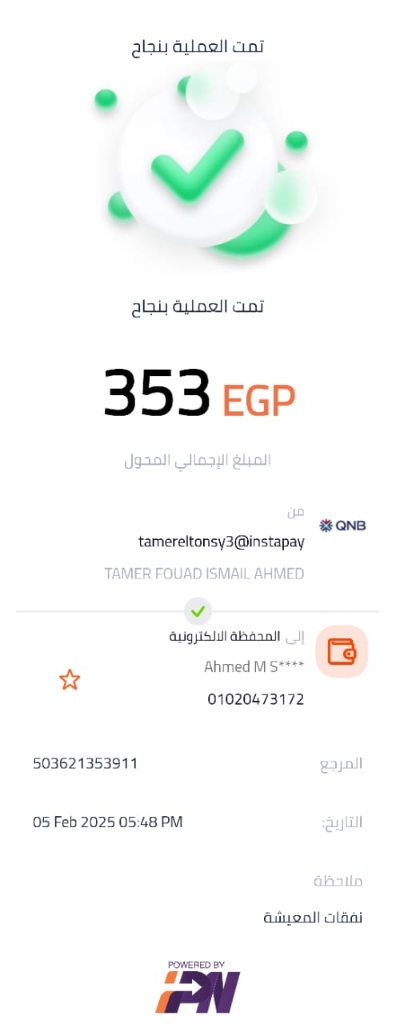 تمت العملية بنجاح
تمت العملية بنجاح
353 EGP
المبلغ الإجمالي المحول
من
QNB
tamereltonsy3@instapay
TAMER FOUAD ISMAIL AHMED
إلى المحفظة الالكترونية
Ahmed M S****
01020473172
المرجع 503621353911
التاريخ: 05 Feb 2025 05:48 PM
ملاحظة
نفقات المعيشة
POWERED BY
IPN